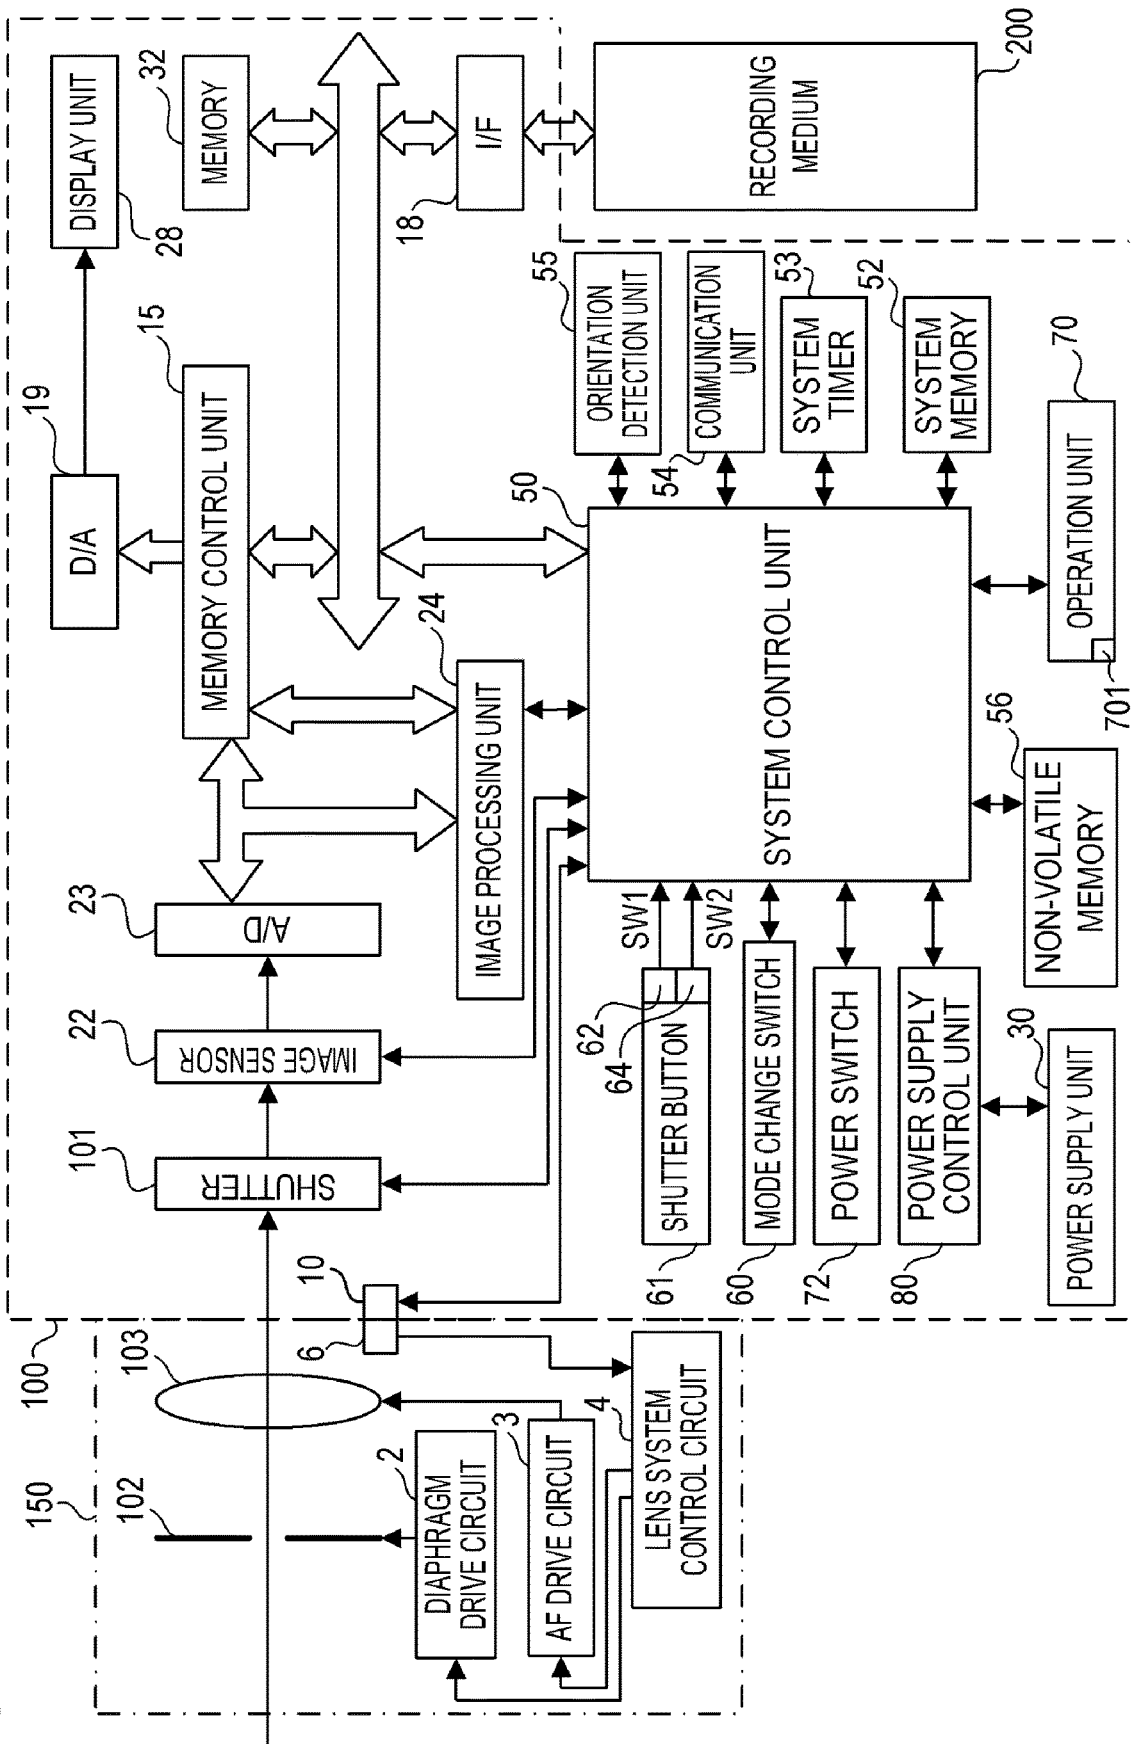 150
102
103
100
2
DIAPHRAGM
DRIVE CIRCUIT
3
AF DRIVE CIRCUIT
4
LENS SYSTEM
CONTROL CIRCUIT
6
10
101
SHUTTER
22
IMAGE SENSOR
23
A/D
19
D/A
DISPLAY UNIT
28
15
MEMORY CONTROL UNIT
32
MEMORY
24
IMAGE PROCESSING UNIT
18
I/F
RECORDING
MEDIUM
200
50
SYSTEM CONTROL UNIT
55
ORIENTATION
DETECTION UNIT
54
COMMUNICATION
UNIT
53
SYSTEM
TIMER
52
SYSTEM
MEMORY
70
OPERATION UNIT
701
56
NON-VOLATILE
MEMORY
SW1
SW2
62
64
61
SHUTTER BUTTON
60
MODE CHANGE SWITCH
72
POWER SWITCH
80
POWER SUPPLY
CONTROL UNIT
30
POWER SUPPLY UNIT